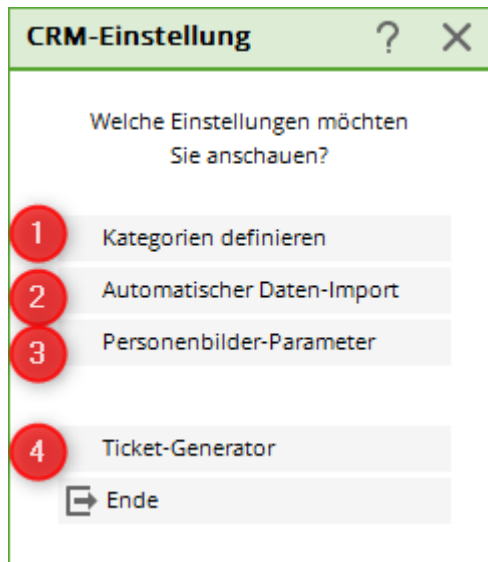 CRM-Einstellung ?
Welche Einstellungen möchten
Sie anschauen?
1 Kategorien definieren
2 Automatischer Daten-Import
3 Personenbilder-Parameter
4 Ticket-Generator
Ende